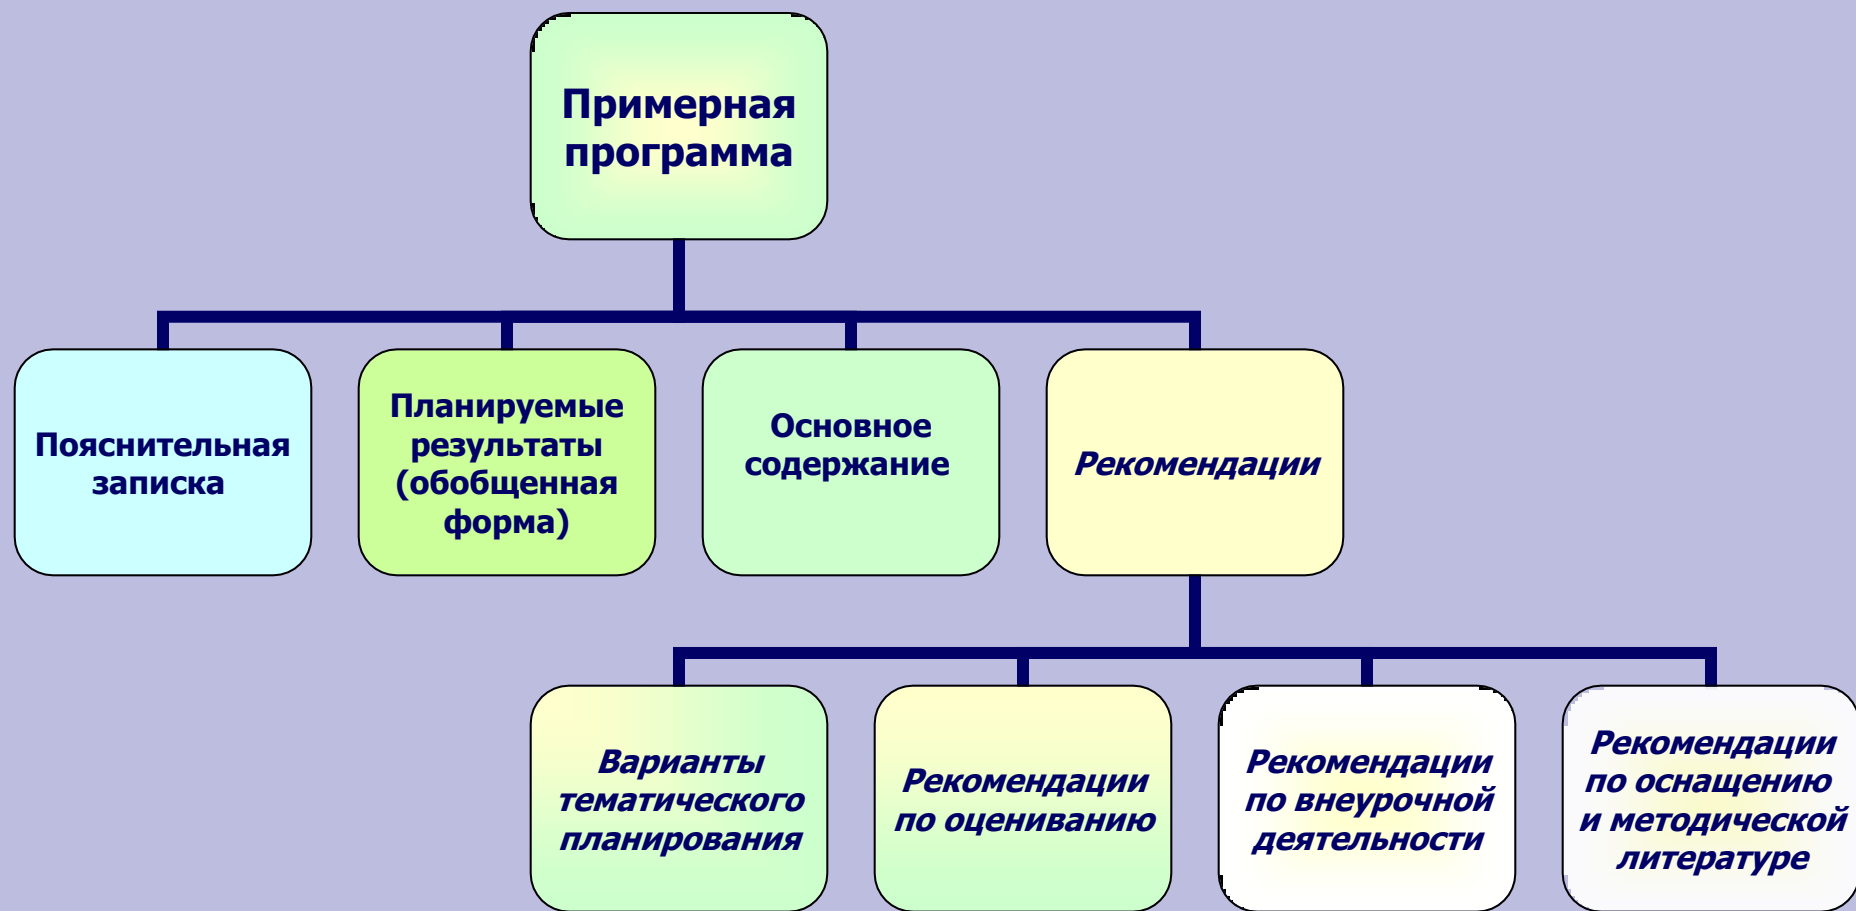 Примерная
программа
Пояснительная
записка
Планируемые
результаты
(обобщенная
форма)
Основное
содержание
Рекомендации
Варианты
тематического
планирования
Рекомендации
по оцениванию
Рекомендации
по внеурочной
деятельности
Рекомендации
по оснащению
и методической
литературе